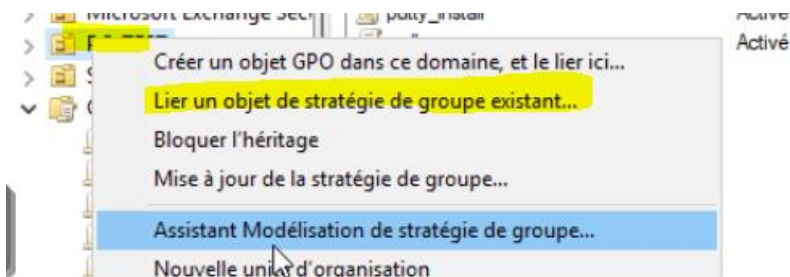 Microsoft Exchange Secu
putty_install
Activé
Activé
Créer un objet GPO dans ce domaine, et le lier ici...
Lier un objet de stratégie de groupe existant...
Bloquer l'héritage
Mise à jour de la stratégie de groupe...
Assistant Modélisation de stratégie de groupe...
Nouvelle unité d'organisation